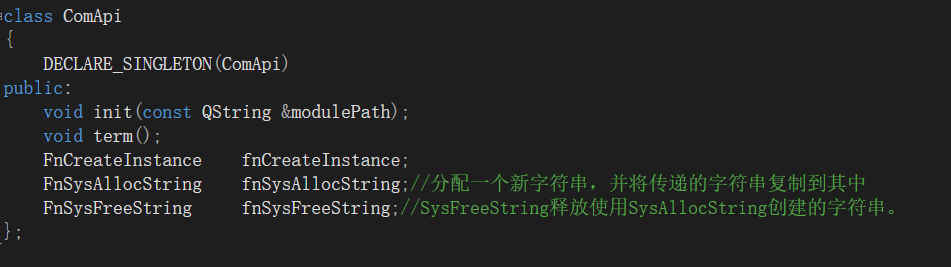 class ComApi
{
DECLARE_SINGLETON(ComApi)
public:
void init(const QString &modulePath);
void term();
FnCreateInstance fnCreateInstance;
FnSysAllocString fnSysAllocString;//分配一个新字符串，并将传递的字符串复制到其中
FnSysFreeString fnSysFreeString;//SysFreeString释放使用SysAllocString创建的字符串。
};